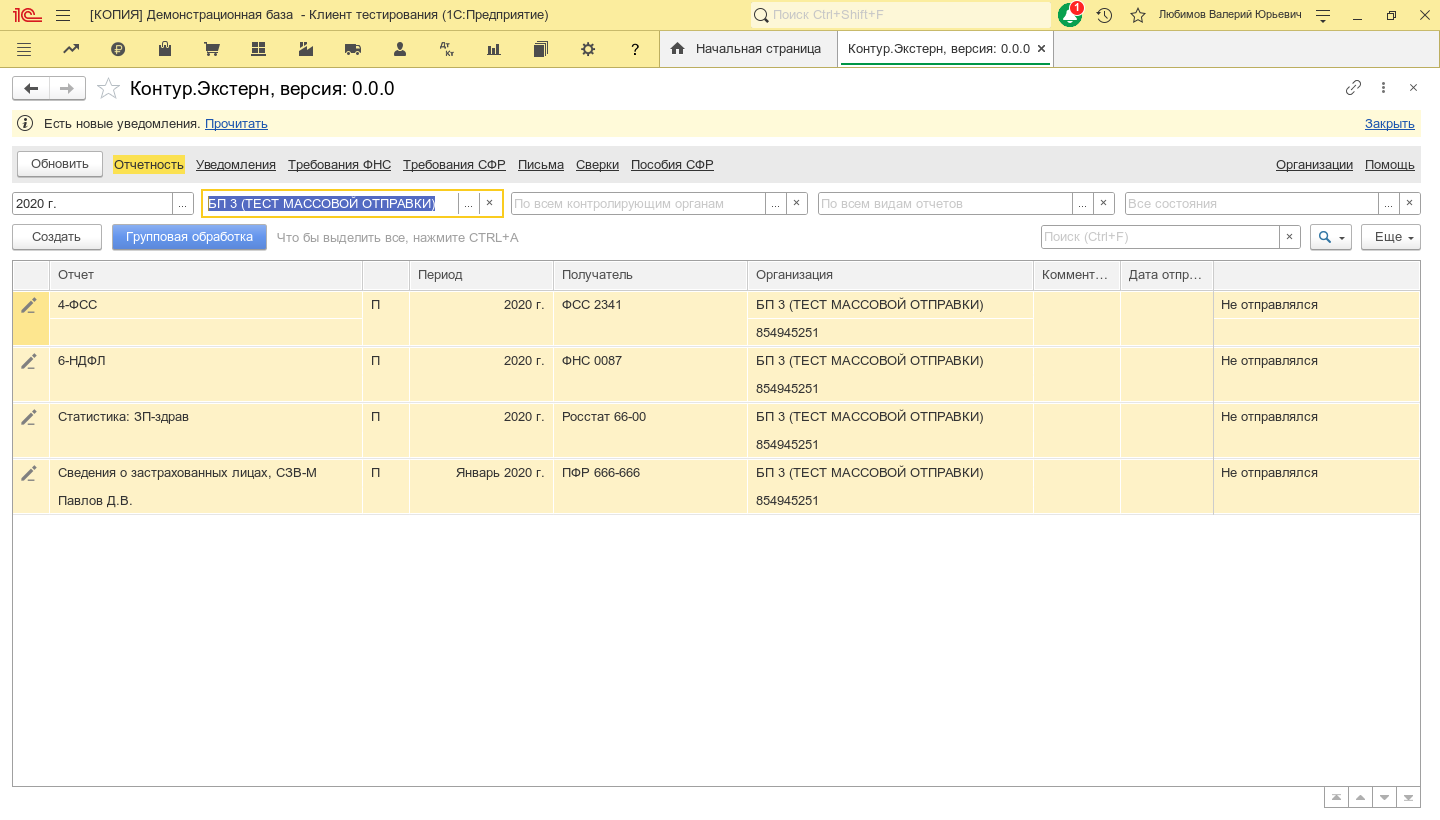 [КОПИЯ] Демонстрационная база - Клиент тестирования (1С:Предприятие)
Поиск Ctrl+Shift+F
1
Любимов Валерий Юрьевич
Дт Кт
?
Начальная страница
Контур.Экстерн, версия: 0.0.0
Контур.Экстерн, версия: 0.0.0
Есть новые уведомления. Прочитать
Закрыть
Обновить
Отчетность
Уведомления
Требования ФНС
Требования СФР
Письма
Сверки
Пособия СФР
Организации
Помощь
2020 г.
...
БП 3 (ТЕСТ МАССОВОЙ ОТПРАВКИ)
...
По всем контролирующим органам
...
По всем видам отчетов
...
Все состояния
...
Создать
Групповая обработка
Что бы выделить все, нажмите CTRL+A
Поиск (Ctrl+F)
Еще
Отчет
Период
Получатель
Организация
Коммент...
Дата отпр...
4-ФСС
П
2020 г.
ФСС 2341
БП 3 (ТЕСТ МАССОВОЙ ОТПРАВКИ)
Не отправлялся
854945251
6-НДФЛ
П
2020 г.
ФНС 0087
БП 3 (ТЕСТ МАССОВОЙ ОТПРАВКИ)
Не отправлялся
854945251
Статистика: ЗП-здрав
П
2020 г.
Росстат 66-00
БП 3 (ТЕСТ МАССОВОЙ ОТПРАВКИ)
Не отправлялся
854945251
Сведения о застрахованных лицах, СЗВ-М
П
Январь 2020 г.
ПФР 666-666
БП 3 (ТЕСТ МАССОВОЙ ОТПРАВКИ)
Не отправлялся
Павлов Д.В.
854945251